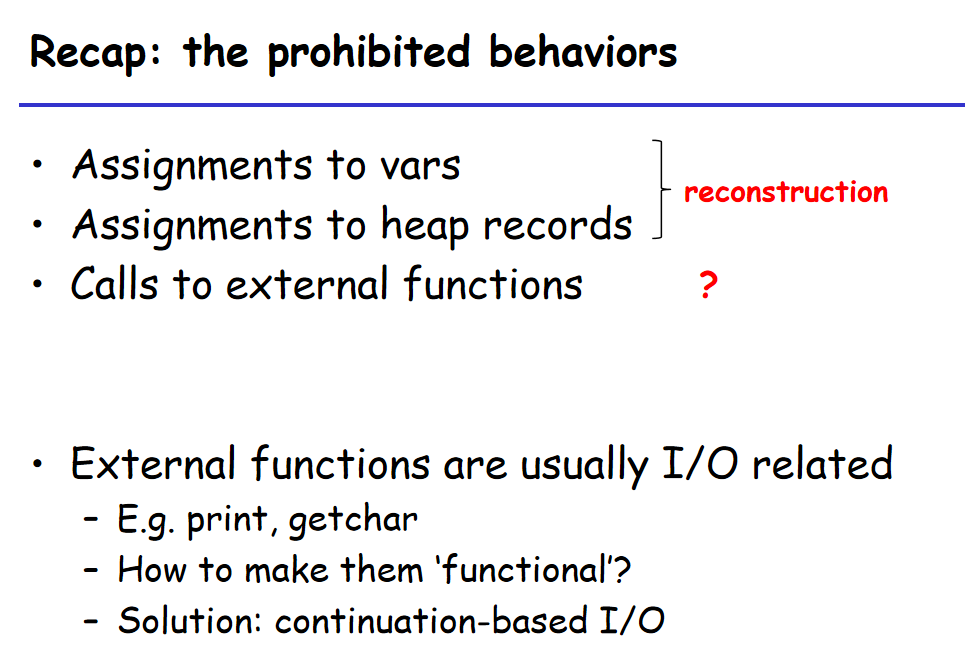 Recap: the prohibited behaviors
• Assignments to vars
reconstruction
• Assignments to heap records
• Calls to external functions ?
• External functions are usually I/O related
– E.g. print, getchar
– How to make them ‘functional’?
– Solution: continuation-based I/O